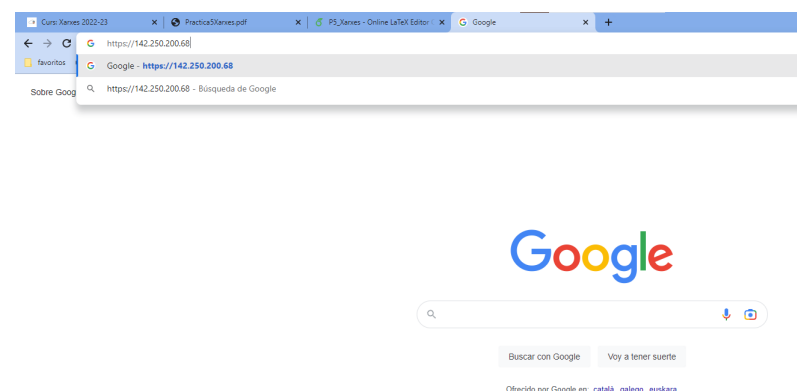 Curs: Xarxes 2022-23
Practica5Xarxes.pdf
P5_Xarxes - Online LaTeX Editor
Google
https://142.250.200.68
favoritos
Google - https://142.250.200.68
https://142.250.200.68 - Búsqueda de Google
Sobre Goog
Google
Buscar con Google
Voy a tener suerte
Ofrecido por Google en: català galego euskara